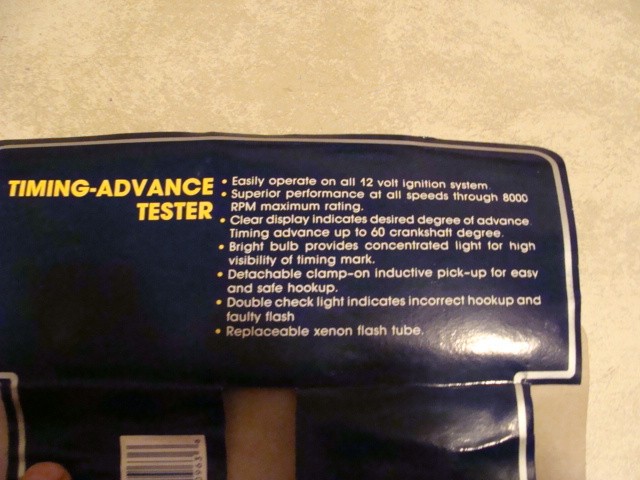 TIMING-ADVANCE
TESTER
• Easily operate on all 12 volt ignition system.
• Superior performance at all speeds through 8000
RPM maximum rating.
• Clear display indicates desired degree of advance.
Timing advance up to 60 crankshaft degree.
• Bright bulb provides concentrated light for high
visibility of timing mark.
• Detachable clamp-on inductive pick-up for easy
and safe hookup.
• Double check light indicates incorrect hookup and
faulty flash
• Replaceable xenon flash tube.